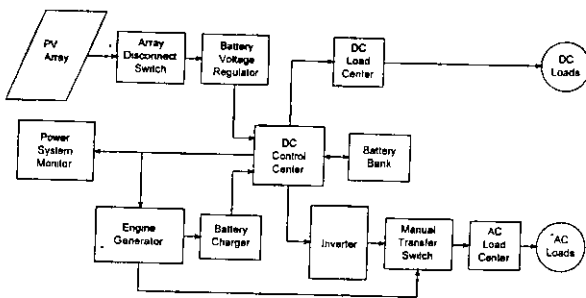 PV
Array
Array
Disconnect
Switch
Battery
Voltage
Regulator
DC
Load
Center
DC
Loads
Power
System
Monitor
DC
Control
Center
Battery
Bank
Engine
Generator
Battery
Charger
Inverter
Manual
Transfer
Switch
AC
Load
Center
AC
Loads